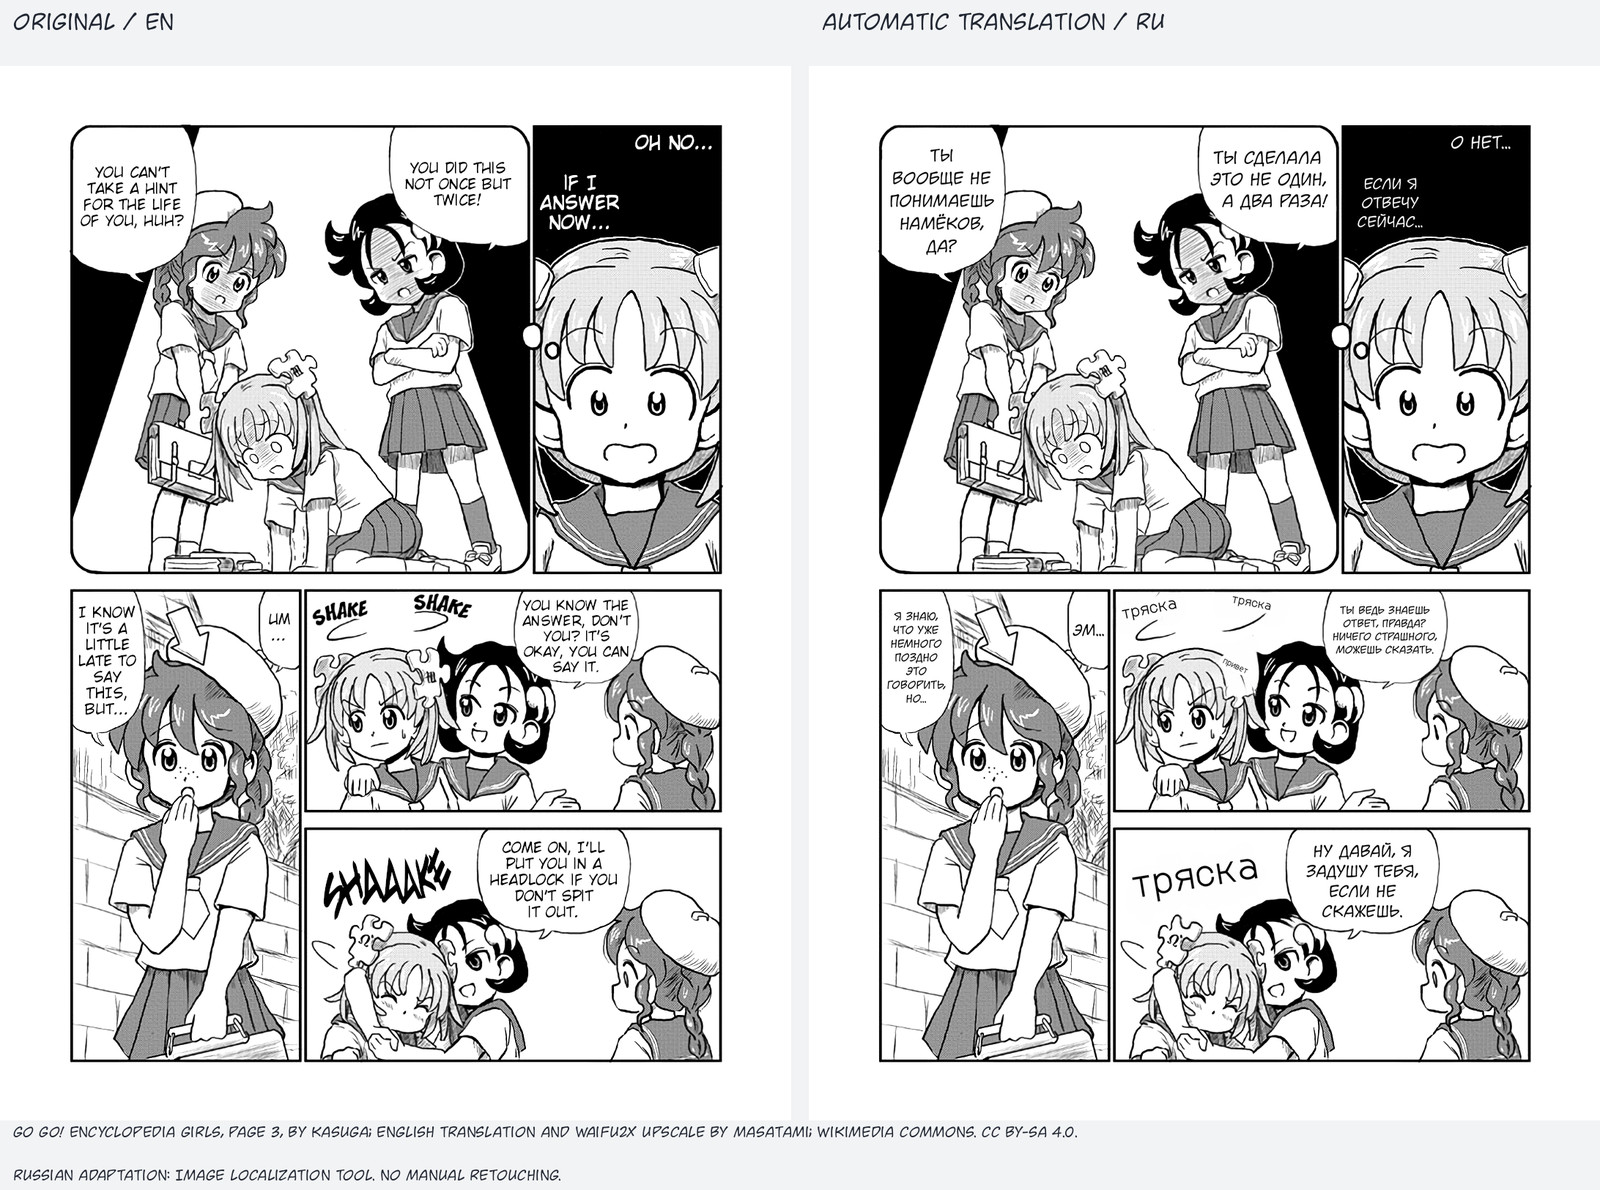 ORIGINAL / EN
YOU CAN'T
TAKE A HINT
FOR THE LIFE
OF YOU, HUH?
YOU DID THIS
NOT ONCE BUT
TWICE!
OH NO...
IF I
ANSWER
NOW...
I KNOW
IT'S A
LITTLE
LATE TO
SAY
THIS,
BUT...
UM
...
SHAKE
SHAKE
YOU KNOW THE
ANSWER, DON'T
YOU? IT'S
OKAY, YOU CAN
SAY IT.
SHAAAKE
COME ON, I'LL
PUT YOU IN A
HEADLOCK IF YOU
DON'T SPIT
IT OUT.
AUTOMATIC TRANSLATION / RU
ТЫ
ВООБЩЕ НЕ
ПОНИМАЕШЬ
НАМЁКОВ,
ДА?
ТЫ СДЕЛАЛА
ЭТО НЕ ОДИН,
А ДВА РАЗА!
О НЕТ...
ЕСЛИ Я
ОТВЕЧУ
СЕЙЧАС...
Я ЗНАЮ,
ЧТО УЖЕ
НЕМНОГО
ПОЗДНО
ЭТО
ГОВОРИТЬ,
НО...
ЭМ...
тряска
тряска
привет
ТЫ ВЕДЬ ЗНАЕШЬ
ОТВЕТ, ПРАВДА?
НИЧЕГО СТРАШНОГО,
МОЖЕШЬ СКАЗАТЬ.
тряска
НУ ДАВАЙ, Я
ЗАДУШУ ТЕБЯ,
ЕСЛИ НЕ
СКАЖЕШЬ.
GO GO! ENCYCLOPEDIA GIRLS, PAGE 3, BY KASUGA; ENGLISH TRANSLATION AND WAIFU2X UPSCALE BY MASATAMI; WIKIMEDIA COMMONS. CC BY-SA 4.0.
RUSSIAN ADAPTATION: IMAGE LOCALIZATION TOOL. NO MANUAL RETOUCHING.